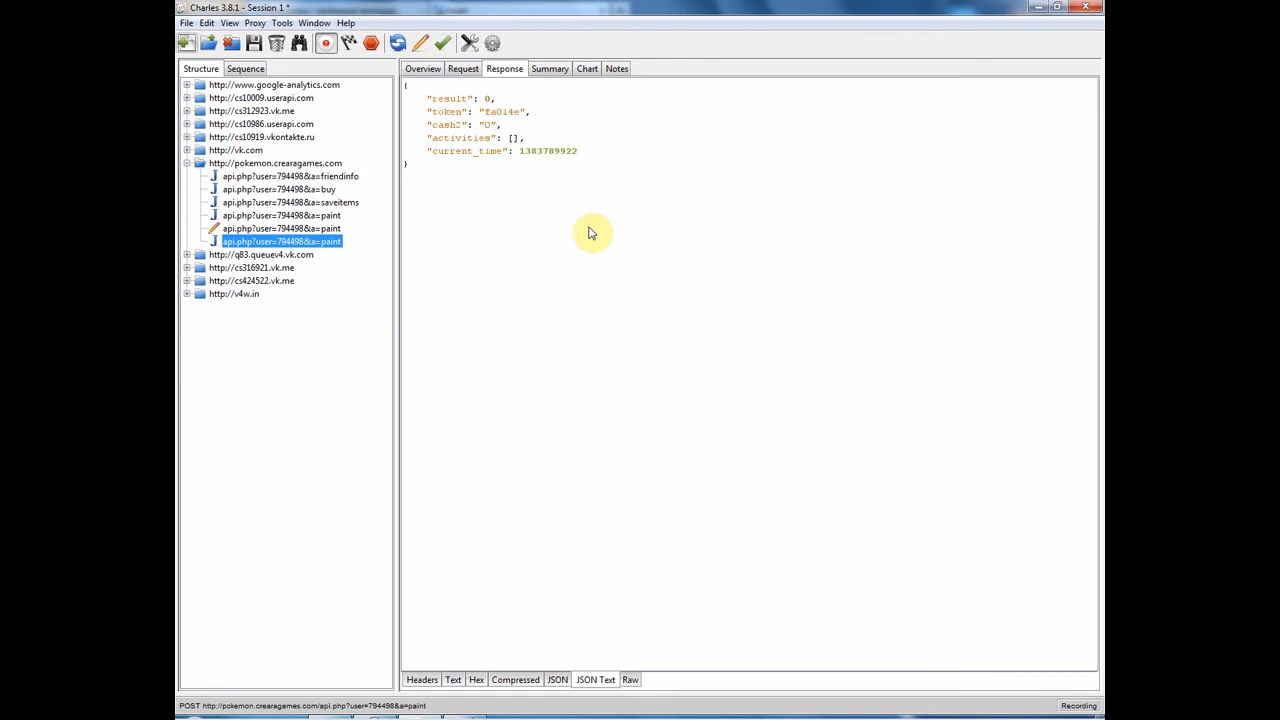 Charles 3.8.1 - Session 1 *
File Edit View Proxy Tools Window Help
Structure Sequence
Overview Request Response Summary Chart Notes
http://www.google-analytics.com
http://cs10009.userapi.com
http://cs312923.vk.me
http://cs10986.userapi.com
http://cs10919.vkontakte.ru
http://vk.com
http://pokemon.crearagames.com
api.php?user=794498&a=friendinfo
api.php?user=794498&a=buy
api.php?user=794498&a=saveitems
api.php?user=794498&a=paint
api.php?user=794498&a=paint
api.php?user=794498&a=paint
http://q83.queuev4.vk.com
http://cs316921.vk.me
http://cs424522.vk.me
http://v4w.in
{
"result": 0,
"token": "fa014e",
"cash2": "0",
"activities": [],
"current_time": 1383789922
}
Headers Text Hex Compressed JSON JSON Text Raw
POST http://pokemon.crearagames.com/api.php?user=794498&a=paint
Recording